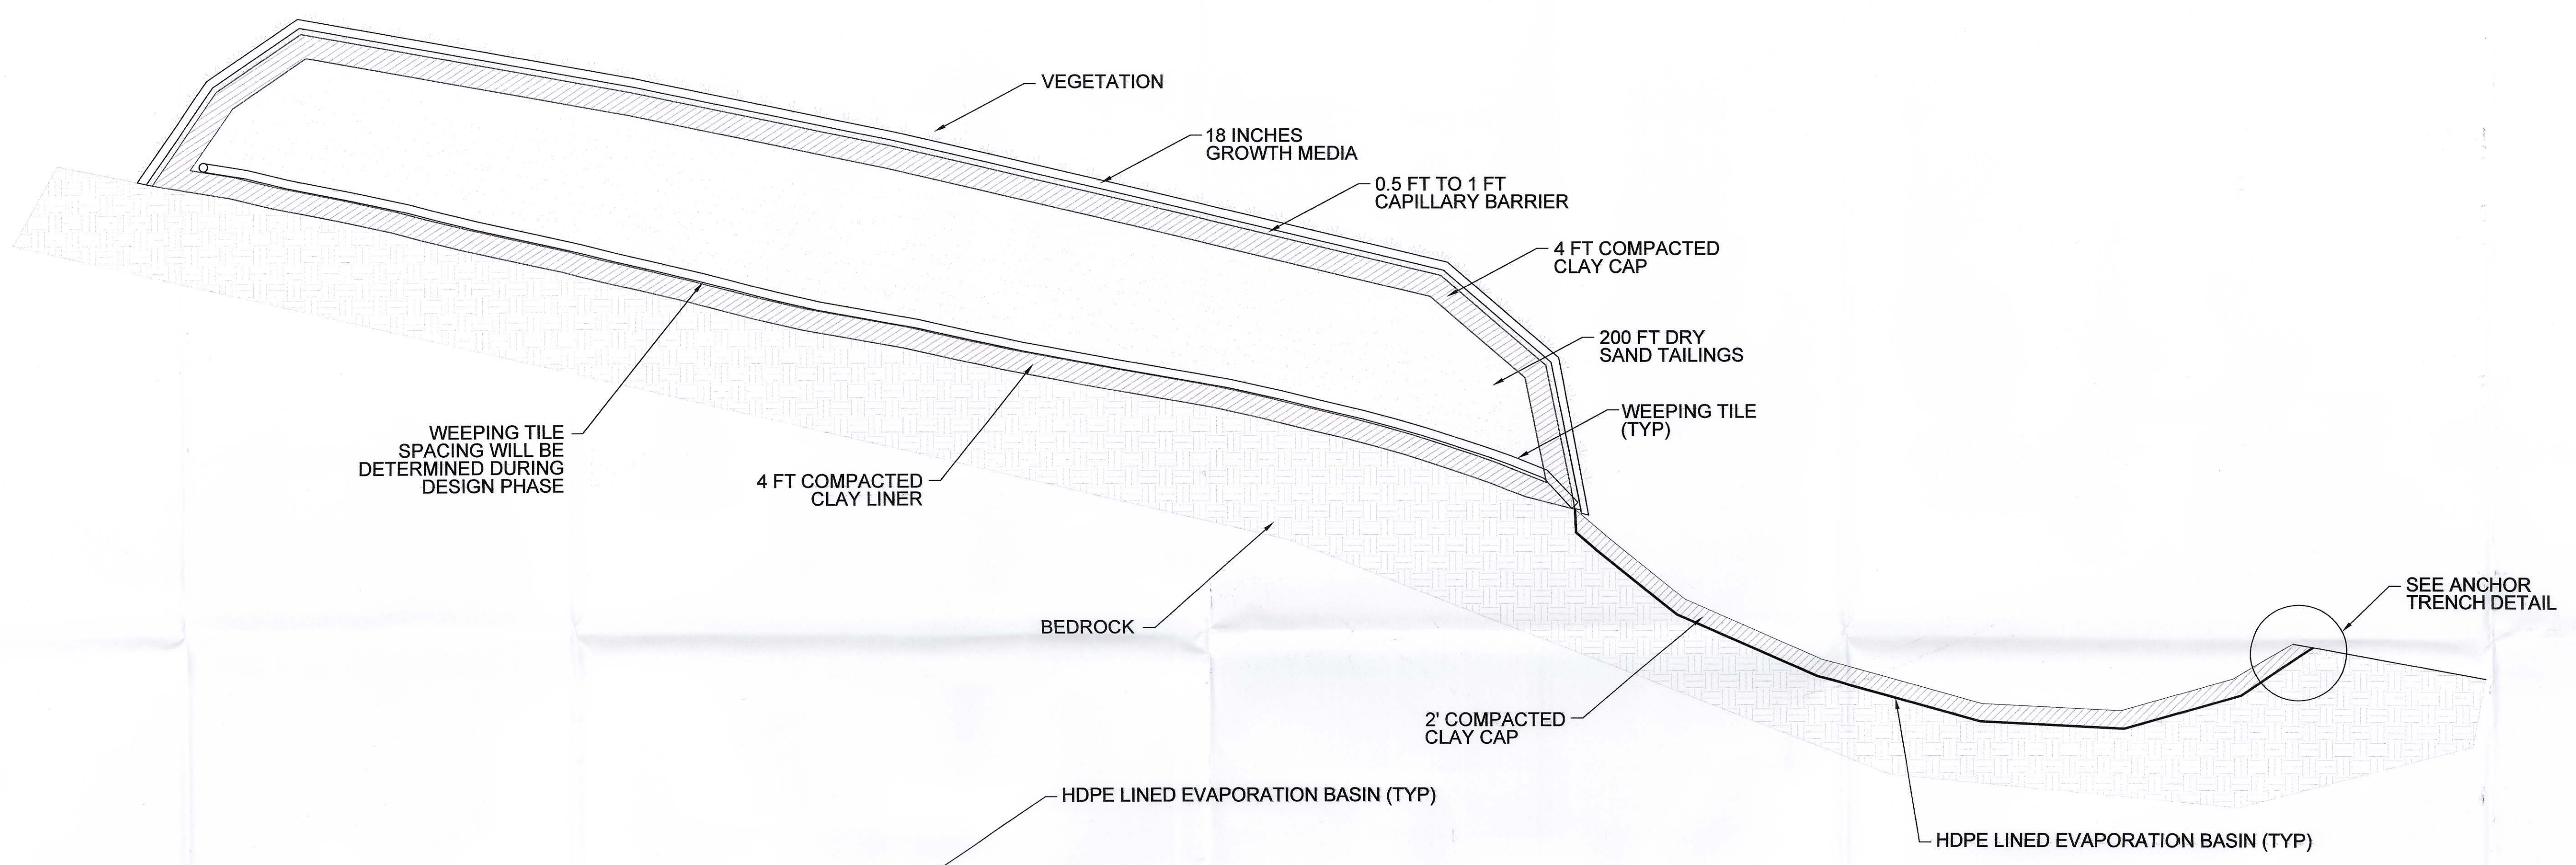 VEGETATION
18 INCHES
GROWTH MEDIA
0.5 FT TO 1 FT
CAPILLARY BARRIER
4 FT COMPACTED
CLAY CAP
200 FT DRY
SAND TAILINGS
WEEPING TILE
(TYP)
WEEPING TILE
SPACING WILL BE
DETERMINED DURING
DESIGN PHASE
4 FT COMPACTED
CLAY LINER
BEDROCK
SEE ANCHOR
TRENCH DETAIL
2' COMPACTED
CLAY CAP
HDPE LINED EVAPORATION BASIN (TYP)
HDPE LINED EVAPORATION BASIN (TYP)